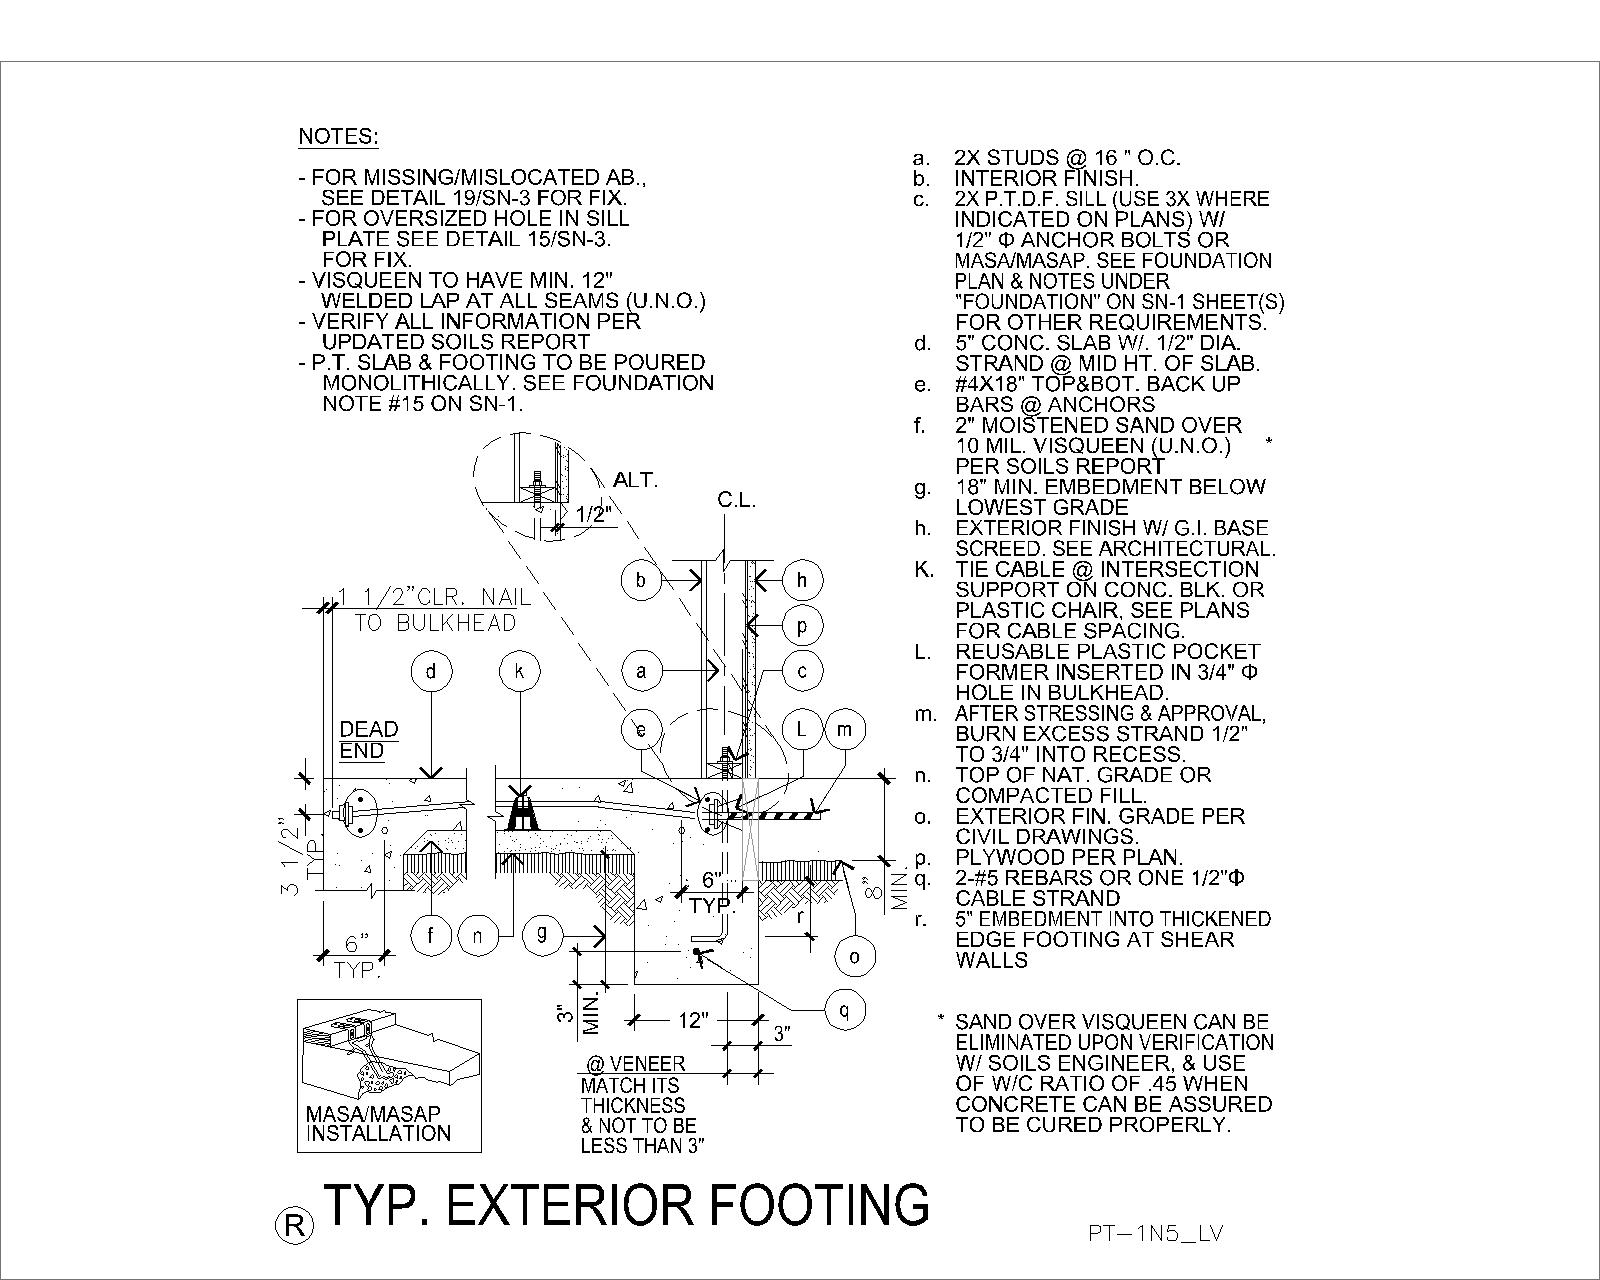 NOTES:
- FOR MISSING/MISLOCATED AB.,
SEE DETAIL 19/SN-3 FOR FIX.
- FOR OVERSIZED HOLE IN SILL
PLATE SEE DETAIL 15/SN-3.
FOR FIX.
- VISQUEEN TO HAVE MIN. 12"
WELDED LAP AT ALL SEAMS (U.N.O.)
- VERIFY ALL INFORMATION PER
UPDATED SOILS REPORT
- P.T. SLAB & FOOTING TO BE POURED
MONOLITHICALLY. SEE FOUNDATION
NOTE #15 ON SN-1.
a. 2X STUDS @ 16 " O.C.
b. INTERIOR FINISH.
c. 2X P.T.D.F. SILL (USE 3X WHERE
INDICATED ON PLANS) W/
1/2" Φ ANCHOR BOLTS OR
MASA/MASAP. SEE FOUNDATION
PLAN & NOTES UNDER
"FOUNDATION" ON SN-1 SHEET(S)
FOR OTHER REQUIREMENTS.
d. 5" CONC. SLAB W/. 1/2" DIA.
STRAND @ MID HT. OF SLAB.
e. #4X18" TOP&BOT. BACK UP
BARS @ ANCHORS
f. 2" MOISTENED SAND OVER
10 MIL. VISQUEEN (U.N.O.) *
PER SOILS REPORT
g. 18" MIN. EMBEDMENT BELOW
LOWEST GRADE
h. EXTERIOR FINISH W/ G.I. BASE
SCREED. SEE ARCHITECTURAL.
K. TIE CABLE @ INTERSECTION
SUPPORT ON CONC. BLK. OR
PLASTIC CHAIR, SEE PLANS
FOR CABLE SPACING.
L. REUSABLE PLASTIC POCKET
FORMER INSERTED IN 3/4" Φ
HOLE IN BULKHEAD.
m. AFTER STRESSING & APPROVAL,
BURN EXCESS STRAND 1/2"
TO 3/4" INTO RECESS.
n. TOP OF NAT. GRADE OR
COMPACTED FILL.
o. EXTERIOR FIN. GRADE PER
CIVIL DRAWINGS.
p. PLYWOOD PER PLAN.
q. 2-#5 REBARS OR ONE 1/2"Φ
CABLE STRAND
r. 5" EMBEDMENT INTO THICKENED
EDGE FOOTING AT SHEAR
WALLS
* SAND OVER VISQUEEN CAN BE
ELIMINATED UPON VERIFICATION
W/ SOILS ENGINEER, & USE
OF W/C RATIO OF .45 WHEN
CONCRETE CAN BE ASSURED
TO BE CURED PROPERLY.
ALT.
1/2"
C.L.
b
h
1 1/2"CLR. NAIL
TO BULKHEAD
p
d
k
a
c
DEAD
END
e
L
m
3 1/2"
TYP.
6"
TYP.
8"
MIN.
r
f
n
g
6"
TYP.
o
3"
MIN.
q
12"
3"
@ VENEER
MATCH ITS
THICKNESS
& NOT TO BE
LESS THAN 3"
MASA/MASAP
INSTALLATION
R TYP. EXTERIOR FOOTING
PT-1N5_LV